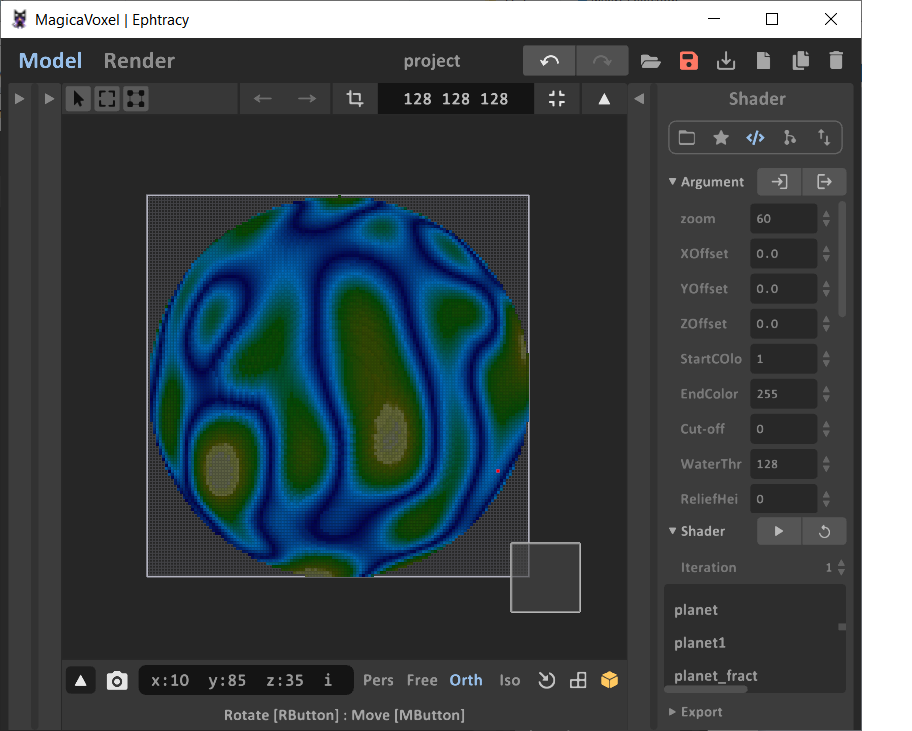 MagicaVoxel | Ephtracy
Model Render project
128 128 128
Shader
Argument
zoom 60
XOffset 0.0
YOffset 0.0
ZOffset 0.0
StartCOlo 1
EndColor 255
Cut-off 0
WaterThr 128
ReliefHei 0
Shader
Iteration 1
planet
planet1
planet_fract
Export
x:10 y:85 z:35 i Pers Free Orth Iso
Rotate [RButton] : Move [MButton]